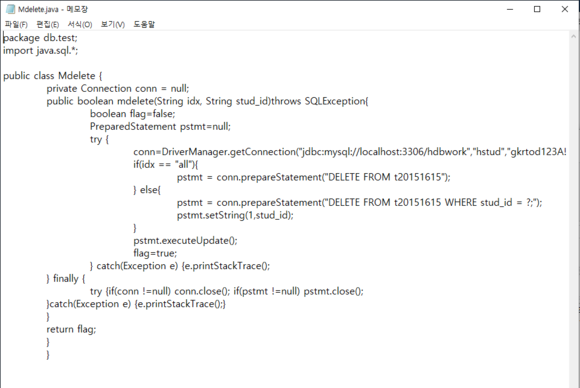 Mdelete.java - 메모장
파일(F) 편집(E) 서식(O) 보기(V) 도움말
package db.test;
import java.sql.*;
public class Mdelete {
private Connection conn = null;
public boolean mdelete(String idx, String stud_id)throws SQLException{
boolean flag=false;
PreparedStatement pstmt=null;
try {
conn=DriverManager.getConnection("jdbc:mysql://localhost:3306/hdbwork","hstud","gkrtod123A!
if(idx == "all"){
pstmt = conn.prepareStatement("DELETE FROM t20151615");
} else{
pstmt = conn.prepareStatement("DELETE FROM t20151615 WHERE stud_id = ?;");
pstmt.setString(1,stud_id);
}
pstmt.executeUpdate();
flag=true;
} catch(Exception e) {e.printStackTrace();
} finally {
try {if(conn !=null) conn.close(); if(pstmt !=null) pstmt.close();
}catch(Exception e) {e.printStackTrace();}
}
return flag;
}
}